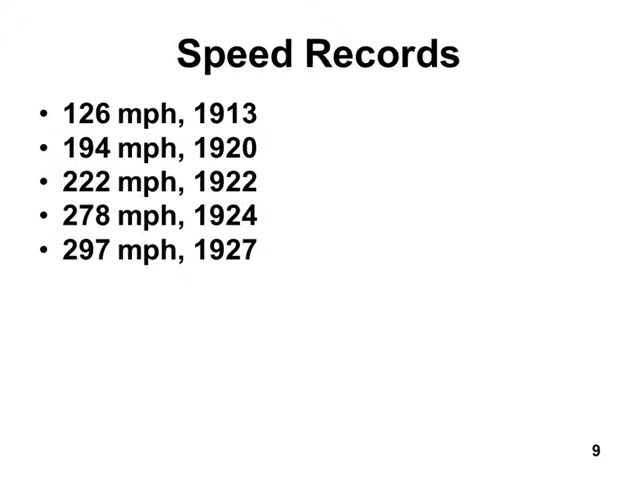 Speed Records
• 126 mph, 1913
• 194 mph, 1920
• 222 mph, 1922
• 278 mph, 1924
• 297 mph, 1927
9